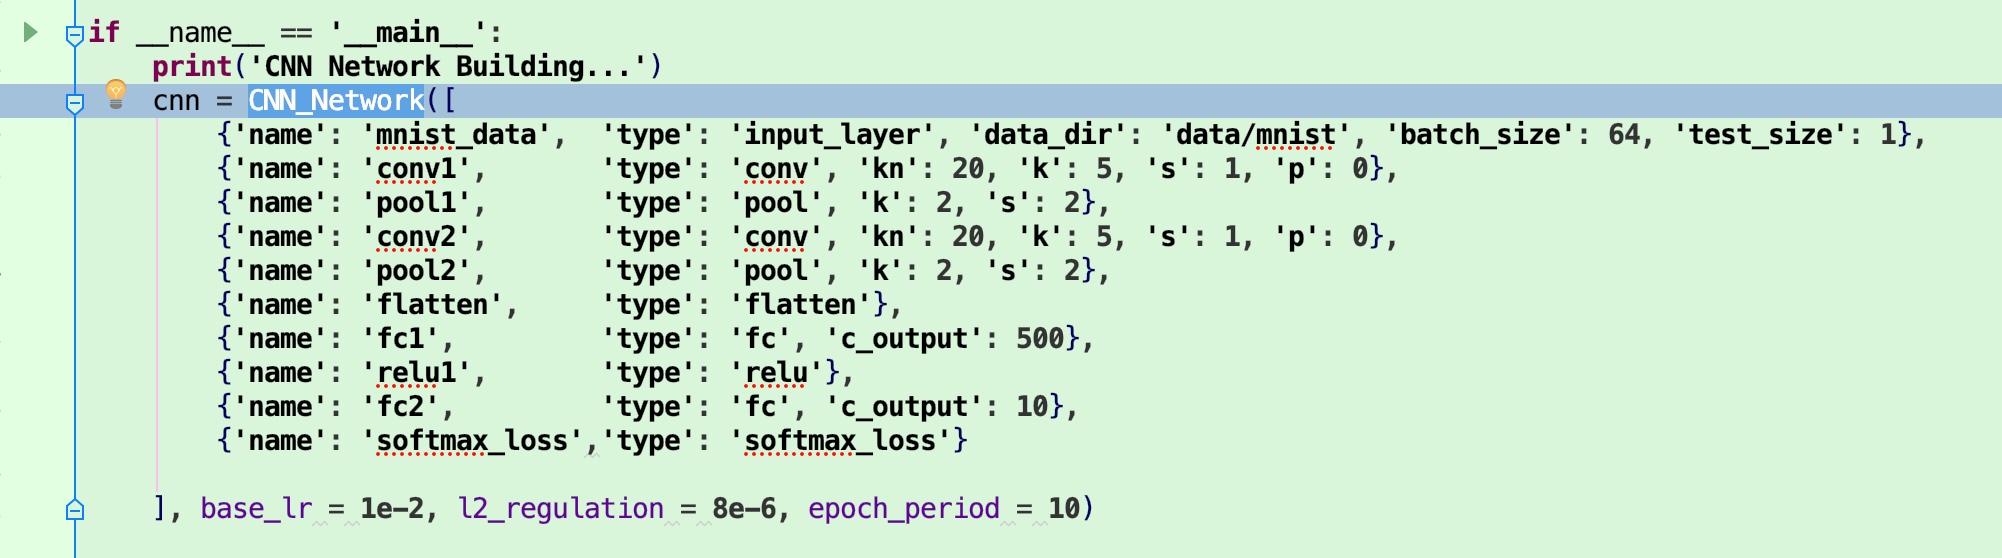 if __name__ == '__main__':
    print('CNN Network Building...')
    cnn = CNN_Network([
        {'name': 'mnist_data',  'type': 'input_layer', 'data_dir': 'data/mnist', 'batch_size': 64, 'test_size': 1},
        {'name': 'conv1',       'type': 'conv', 'kn': 20, 'k': 5, 's': 1, 'p': 0},
        {'name': 'pool1',       'type': 'pool', 'k': 2, 's': 2},
        {'name': 'conv2',       'type': 'conv', 'kn': 20, 'k': 5, 's': 1, 'p': 0},
        {'name': 'pool2',       'type': 'pool', 'k': 2, 's': 2},
        {'name': 'flatten',     'type': 'flatten'},
        {'name': 'fc1',         'type': 'fc', 'c_output': 500},
        {'name': 'relu1',       'type': 'relu'},
        {'name': 'fc2',         'type': 'fc', 'c_output': 10},
        {'name': 'softmax_loss','type': 'softmax_loss'}
    ], base_lr = 1e-2, l2_regulation = 8e-6, epoch_period = 10)